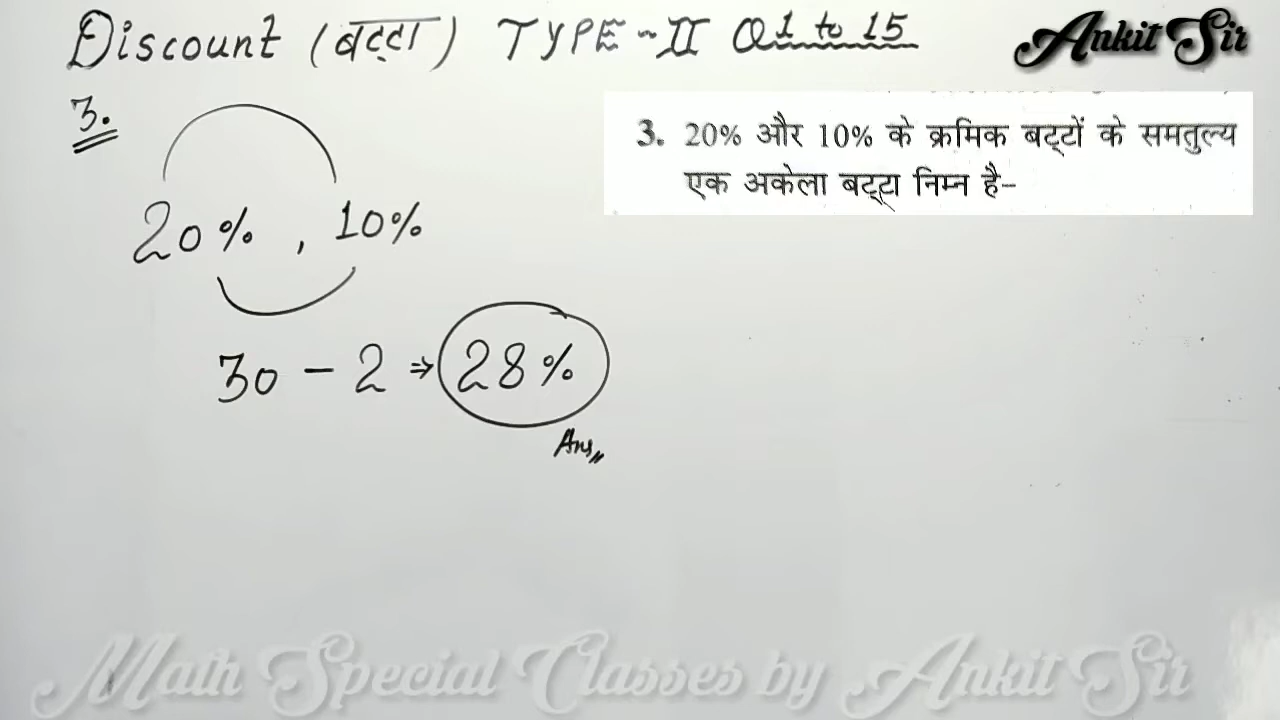 Discount (बट्टा) TYPE-II Q 1 to 15
Ankit Sir
3.
3. 20% और 10% के क्रमिक बट्टों के समतुल्य
एक अकेला बट्टा निम्न है-
20%, 10%
30 - 2 ⇒ 28%
Ans,,
Math Special Classes by Ankit Sir